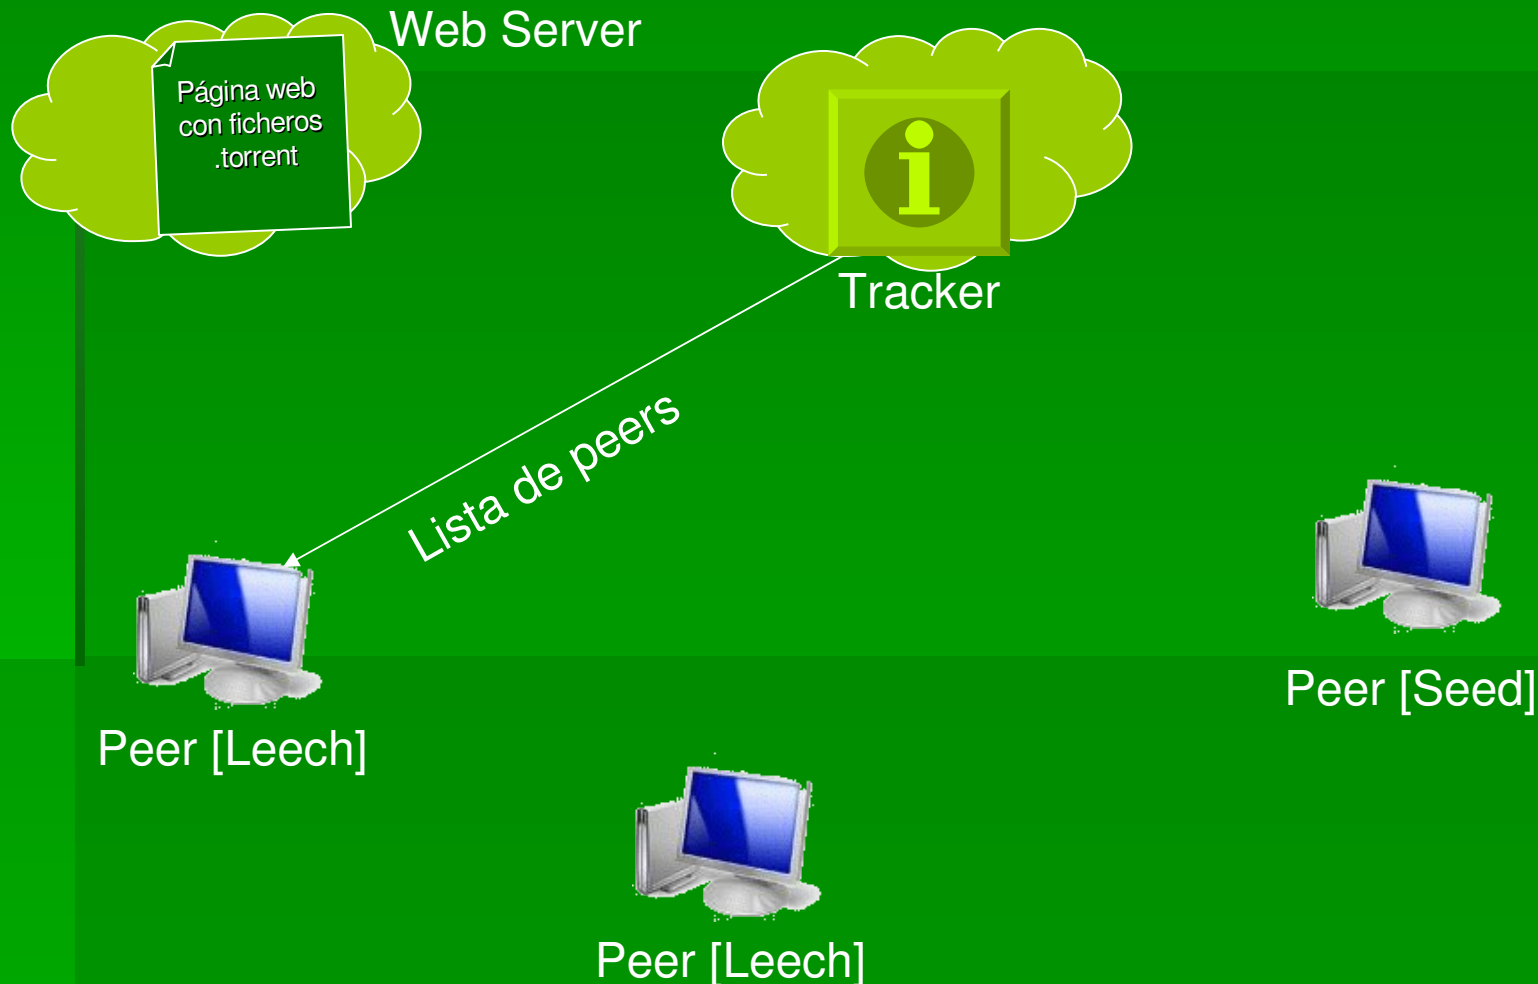 Web Server
Página web
con ficheros
.torrent
Tracker
Lista de peers
Peer [Seed]
Peer [Leech]
Peer [Leech]